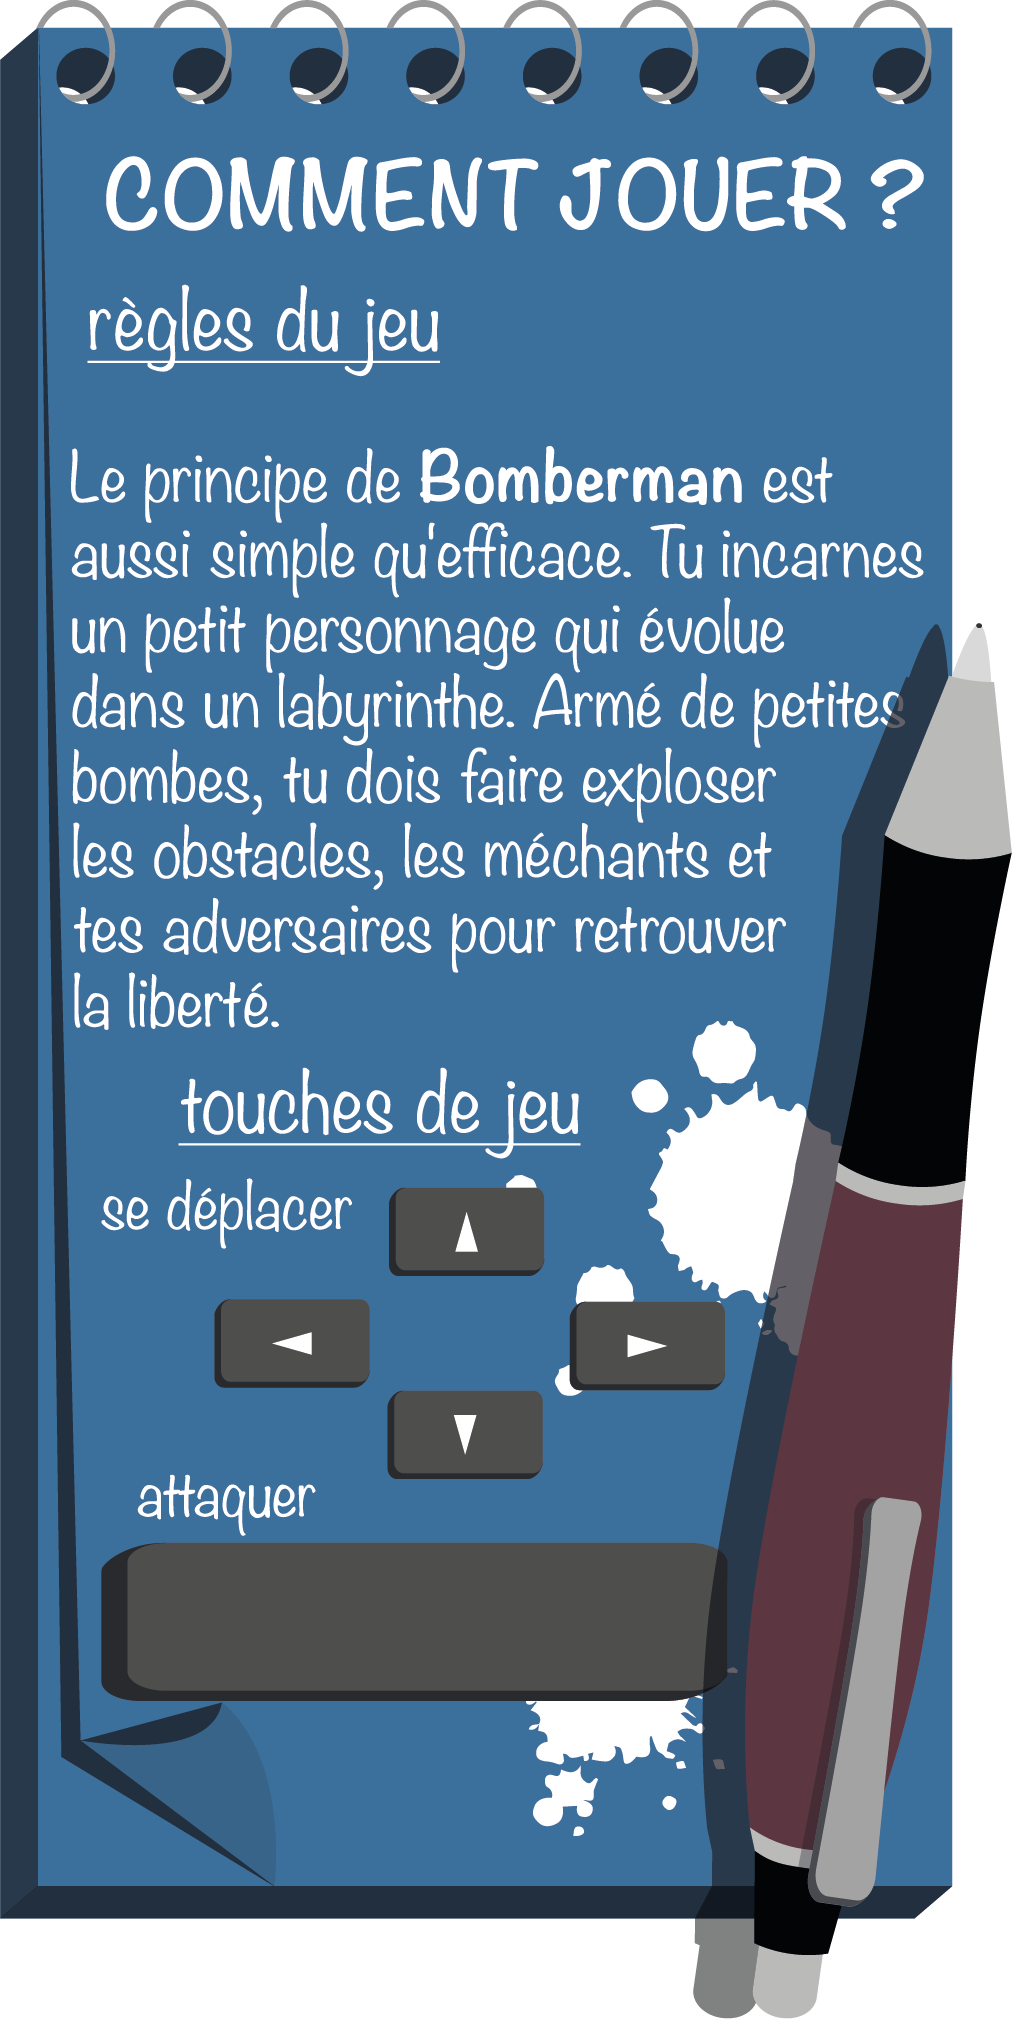 COMMENT JOUER ?
règles du jeu
Le principe de Bomberman est
aussi simple qu'efficace. Tu incarnes
un petit personnage qui évolue
dans un labyrinthe. Armé de petites
bombes, tu dois faire exploser
les obstacles, les méchants et
tes adversaires pour retrouver
la liberté.
touches de jeu
se déplacer
attaquer